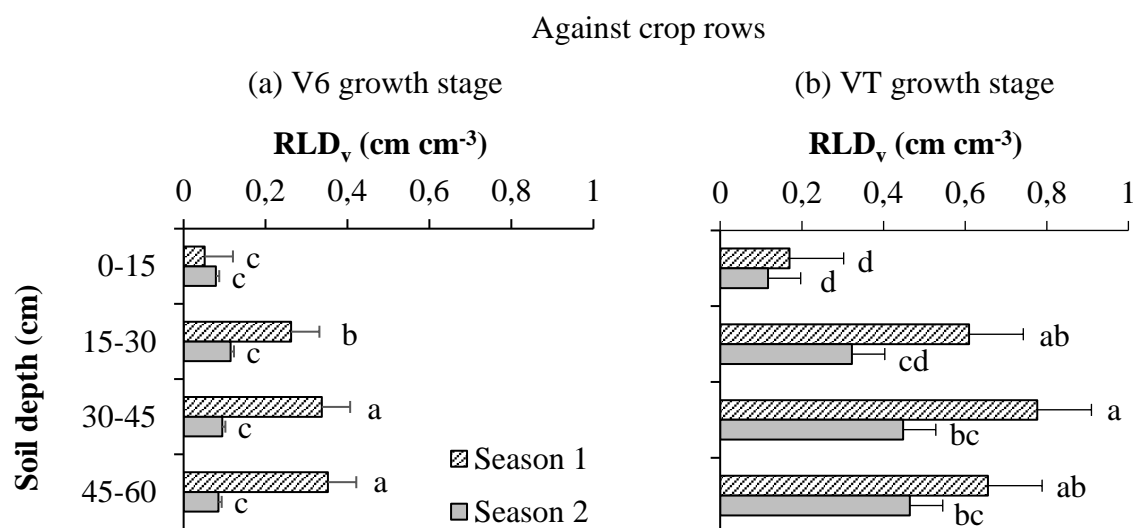 Against crop rows
(a) V6 growth stage
(b) VT growth stage
RLDv (cm cm-3)
RLDv (cm cm-3)
0 0,2 0,4 0,6 0,8 1
0 0,2 0,4 0,6 0,8 1
Soil depth (cm)
0-15
c
c
15-30
b
c
30-45
a
c
45-60
a
c
d
d
ab
cd
a
bc
ab
bc
Season 1
Season 2